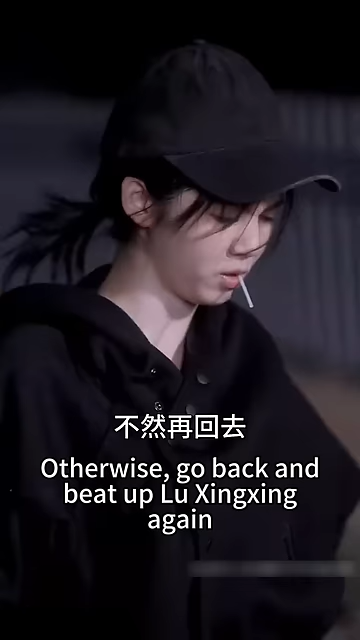 不然再回去
Otherwise, go back and
beat up Lu Xingxing
again